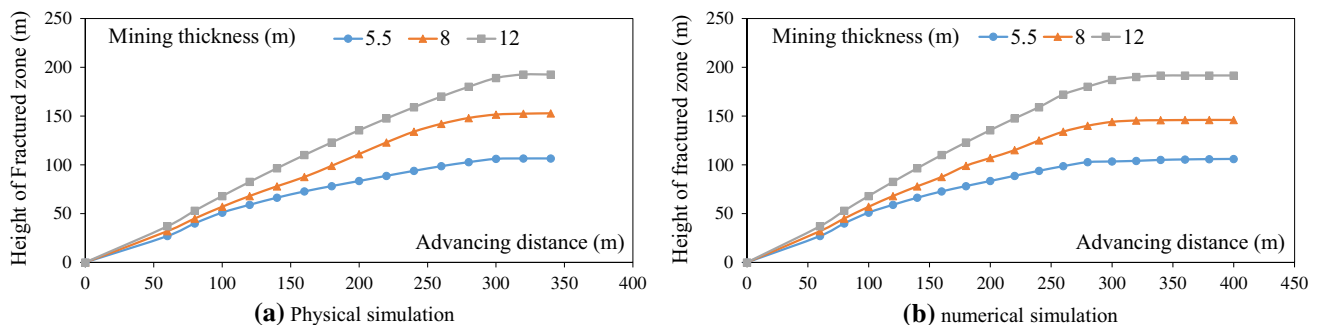 Height of Fractured zone (m)
250
200
150
100
50
0
Mining thickness (m) 5.5 8 12
Advancing distance (m)
0 50 100 150 200 250 300 350 400
(a) Physical simulation
Height of fractured zone (m)
250
200
150
100
50
0
Mining thickness (m) 5.5 8 12
Advancing distance (m)
0 50 100 150 200 250 300 350 400 450
(b) numerical simulation